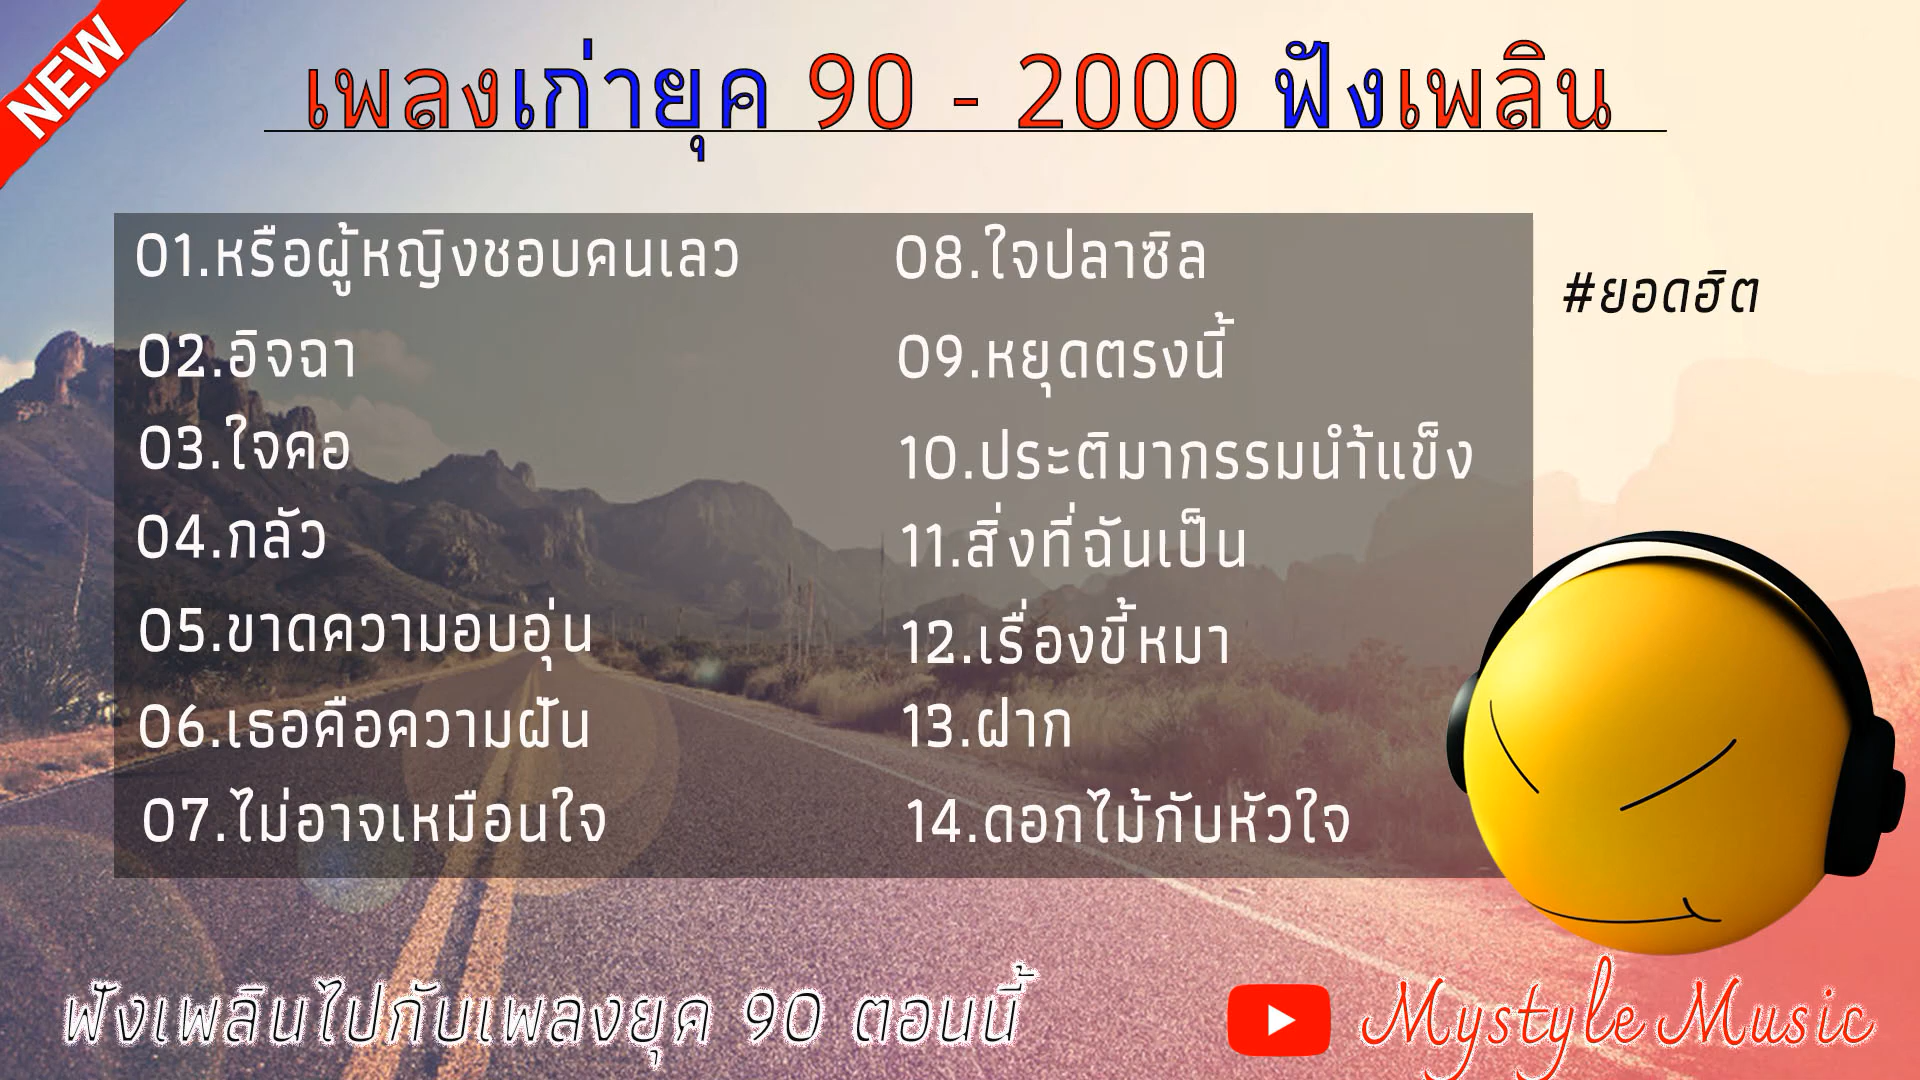 NEW
เพลงเก่ายุค 90 - 2000 ฟังเพลิน
01.หรือผู้หญิงชอบคนเลว
02.อิจฉา
03.ใจคอ
04.กลัว
05.ขาดความอบอุ่น
06.เธอคือความฝัน
07.ไม่อาจเหมือนใจ
08.ใจปลาซิล
09.หยุดตรงนี้
10.ประติมากรรมนํ้าแข็ง
11.สิ่งที่ฉันเป็น
12.เรื่องขี้หมา
13.ฝาก
14.ดอกไม้กับหัวใจ
#ยอดฮิต
ฟังเพลินไปกับเพลงยุค 90 ตอนนี้
Mystyle Music